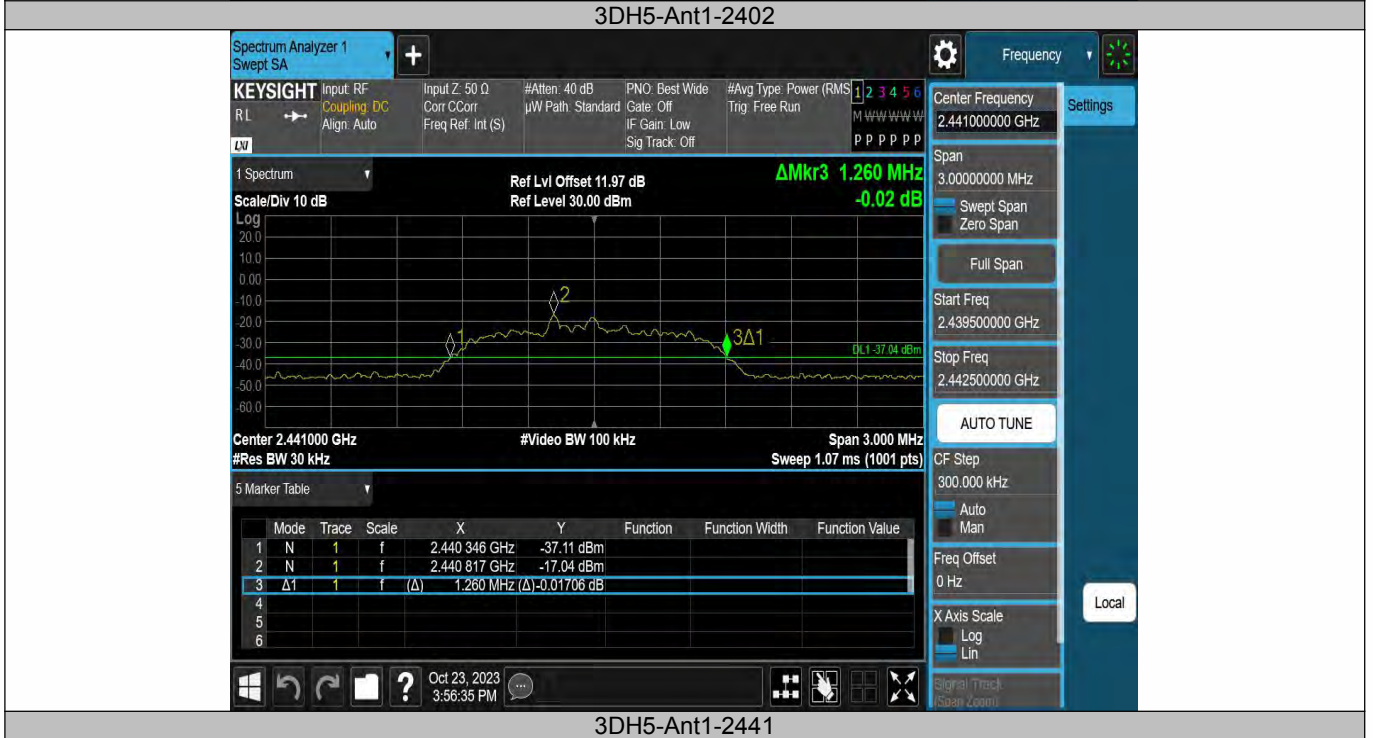 3DH5-Ant1-2402
Spectrum Analyzer 1
Swept SA
+
Frequency
KEYSIGHT
RL
LXI
Input: RF
Coupling: DC
Align: Auto
Input Z: 50 Ω
Corr CCorr
Freq Ref: Int (S)
#Atten: 40 dB
µW Path: Standard
PNO: Best Wide
Gate: Off
IF Gain: Low
Sig Track: Off
#Avg Type: Power (RMS
Trig: Free Run
1 2 3 4 5 6
M W W W W W
P P P P P P
Center Frequency
2.441000000 GHz
Settings
1 Spectrum
Scale/Div 10 dB
Ref Lvl Offset 11.97 dB
Ref Level 30.00 dBm
ΔMkr3 1.260 MHz
-0.02 dB
Span
3.00000000 MHz
Swept Span
Zero Span
Full Span
Start Freq
2.439500000 GHz
Stop Freq
2.442500000 GHz
AUTO TUNE
CF Step
300.000 kHz
Auto
Man
Freq Offset
0 Hz
X Axis Scale
Log
Lin
Signal Track
(Span Zoom)
Local
Log
20.0
10.0
0.00
-10.0
-20.0
-30.0
-40.0
-50.0
-60.0
1
2
3Δ1
DL1 -37.04 dBm
Center 2.441000 GHz
#Video BW 100 kHz
Span 3.000 MHz
#Res BW 30 kHz
Sweep 1.07 ms (1001 pts)
5 Marker Table
Mode Trace Scale X Y Function Function Width Function Value
1 N 1 f 2.440 346 GHz -37.11 dBm
2 N 1 f 2.440 817 GHz -17.04 dBm
3 Δ1 1 f (Δ) 1.260 MHz (Δ) -0.01706 dB
4
5
6
?
Oct 23, 2023
3:56:35 PM
3DH5-Ant1-2441